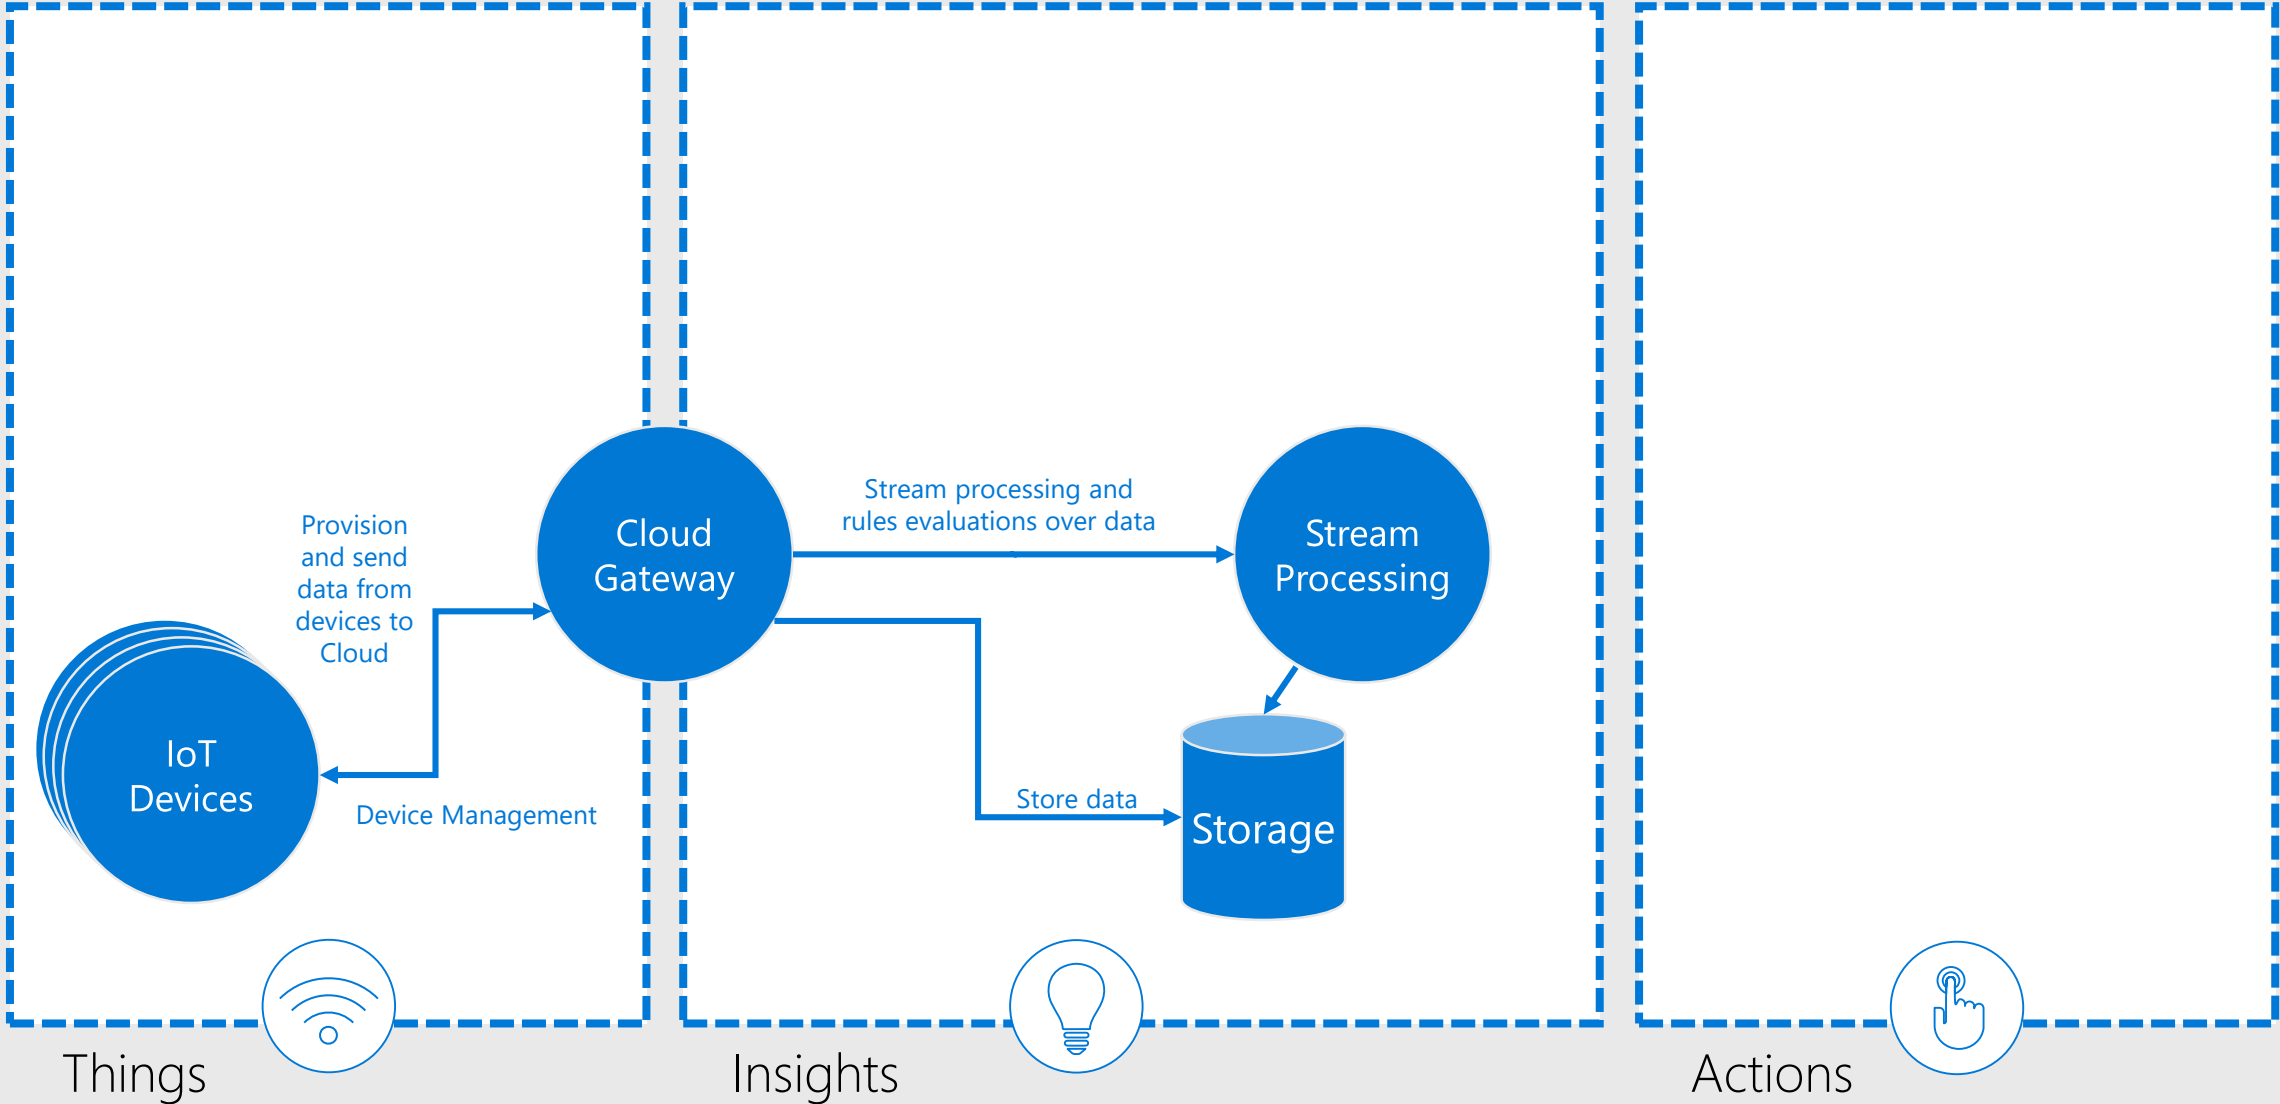 Provision
and send
data from
devices to
Cloud
IoT
Devices
Device Management
Cloud
Gateway
Stream processing and
rules evaluations over data
Stream
Processing
Store data
Storage
Things
Insights
Actions